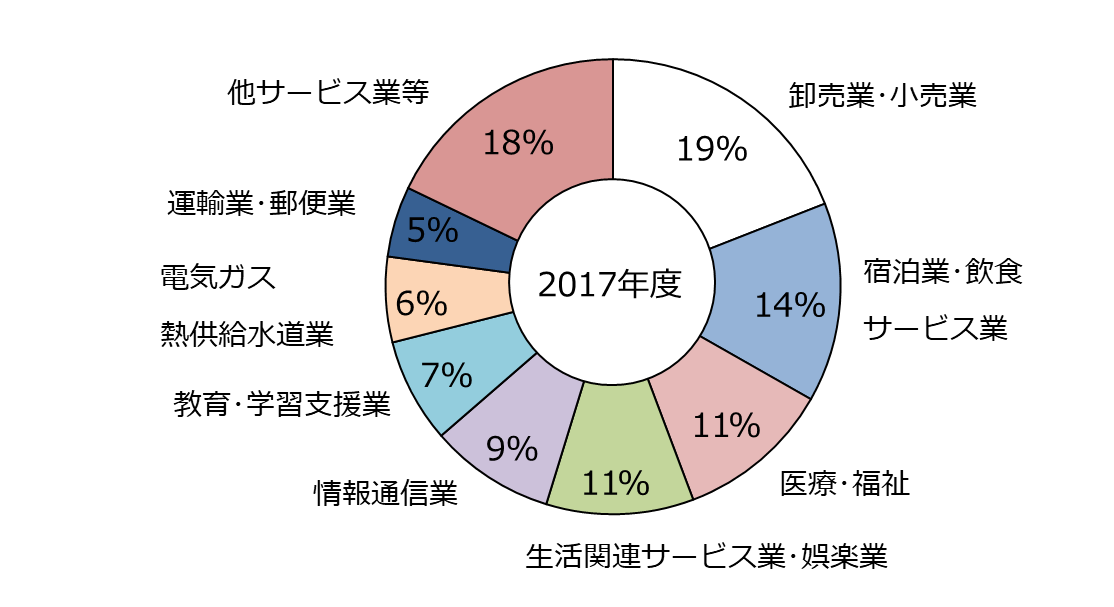 他サービス業等
18%
卸売業･小売業
19%
運輸業･郵便業
5%
電気ガス
熱供給水道業
6%
2017年度
宿泊業･飲食
サービス業
14%
教育･学習支援業
7%
情報通信業
9%
11%
医療･福祉
11%
生活関連サービス業･娯楽業